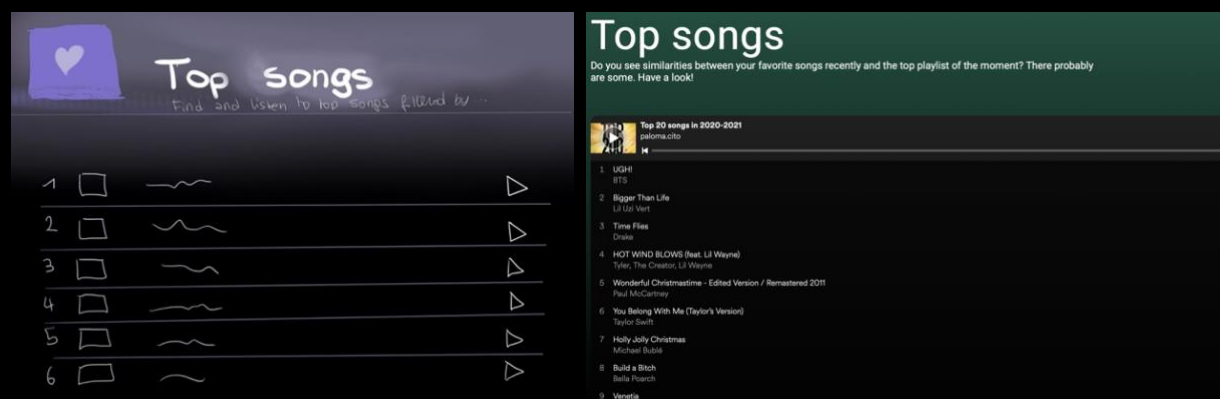 Top songs
Find and listen to top songs filtered by ...
1
2
3
4
5
6
Top songs
Do you see similarities between your favorite songs recently and the top playlist of the moment? There probably
are some. Have a look!
Top 20 songs in 2020-2021
paloma.cito
1 UGH!
BTS
2 Bigger Than Life
Lil Uzi Vert
3 Time Flies
Drake
4 HOT WIND BLOWS (feat. Lil Wayne)
Tyler, The Creator, Lil Wayne
5 Wonderful Christmastime - Edited Version / Remastered 2011
Paul McCartney
6 You Belong With Me (Taylor's Version)
Taylor Swift
7 Holly Jolly Christmas
Michael Bublé
8 Build a Bitch
Bella Poarch
9 Venetia